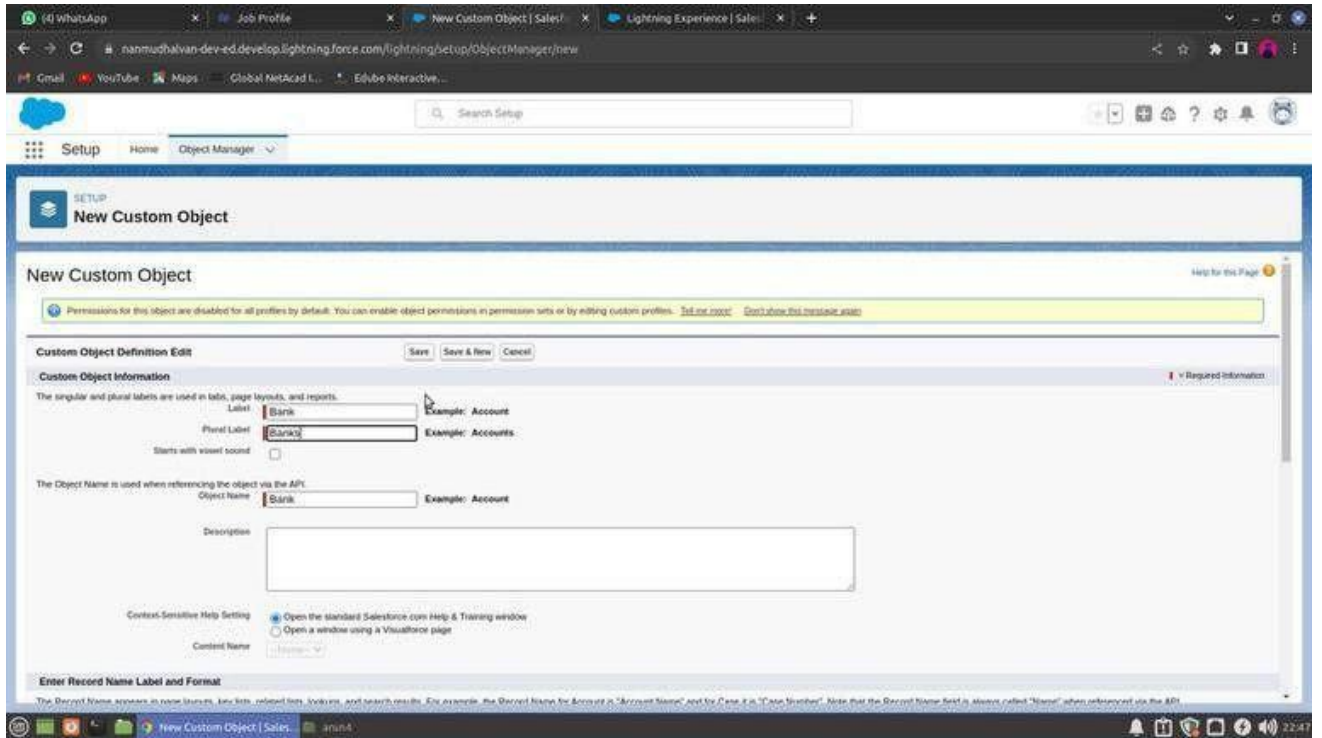 (4) WhatsApp
Job Profile
New Custom Object | Salesf
Lightning Experience | Sales
nanmudhalvan-dev-ed.develop.lightning.force.com/lightning/setup/ObjectManager/new
Gmail YouTube Maps Global NetAcad L... Edube Interactive...
Search Setup
Setup Home Object Manager
SETUP
New Custom Object
New Custom Object
Help for this Page
Permissions for this object are disabled for all profiles by default. You can enable object permissions in permission sets or by editing custom profiles. Tell me more! Don't show this message again
Custom Object Definition Edit Save Save & New Cancel
Custom Object Information = Required Information
The singular and plural labels are used in tabs, page layouts, and reports.
Label Bank Example: Account
Plural Label Banks Example: Accounts
Starts with vowel sound
The Object Name is used when referencing the object via the API.
Object Name Bank Example: Account
Description
Context-Sensitive Help Setting Open the standard Salesforce.com Help & Training window
Open a window using a Visualforce page
Content Name --None--
Enter Record Name Label and Format
The Record Name appears in page layouts, key lists, related lists, lookups, and search results. For example, the Record Name for Account is "Account Name" and for Case it is "Case Number". Note that the Record Name field is always called "Name" when referenced via the API.
New Custom Object | Sales... arun4 22:47